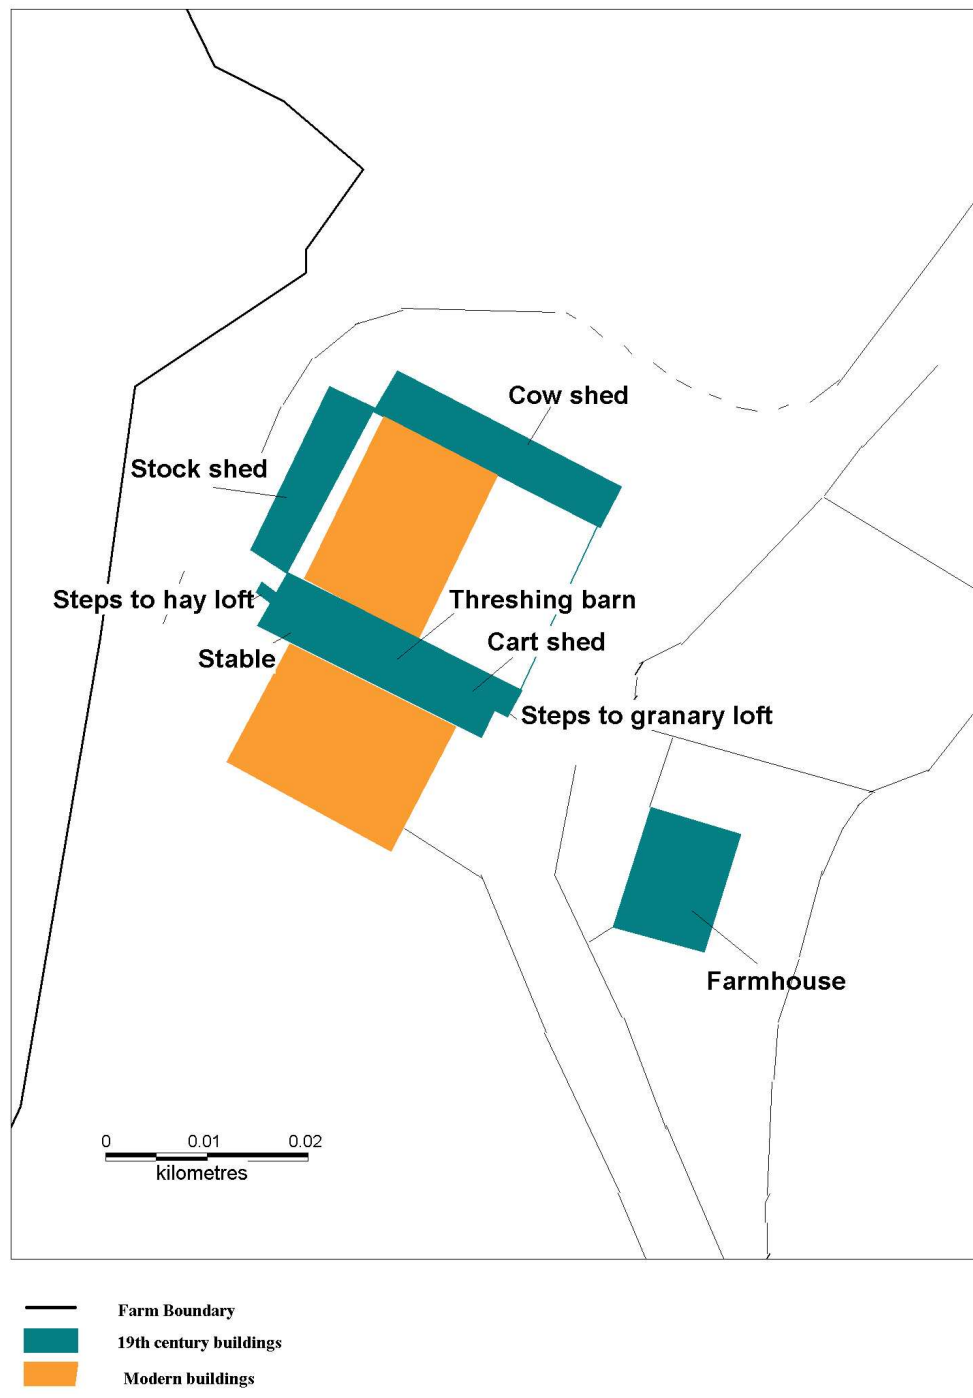 Cow shed
Stock shed
Steps to hay loft
Threshing barn
Cart shed
Stable
Steps to granary loft
Farmhouse
0 0.01 0.02
kilometres
Farm Boundary
19th century buildings
Modern buildings